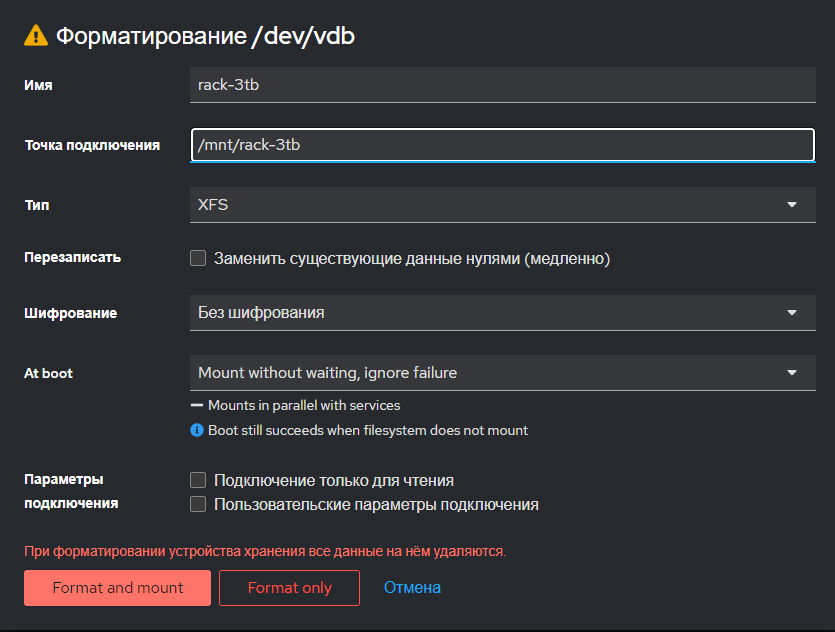 Форматирование /dev/vdb
Имя
rack-3tb
Точка подключения
/mnt/rack-3tb
Тип
XFS
Перезаписать
Заменить существующие данные нулями (медленно)
Шифрование
Без шифрования
At boot
Mount without waiting, ignore failure
Mounts in parallel with services
Boot still succeeds when filesystem does not mount
Параметры
подключения
Подключение только для чтения
Пользовательские параметры подключения
При форматировании устройства хранения все данные на нём удаляются.
Format and mount
Format only
Отмена